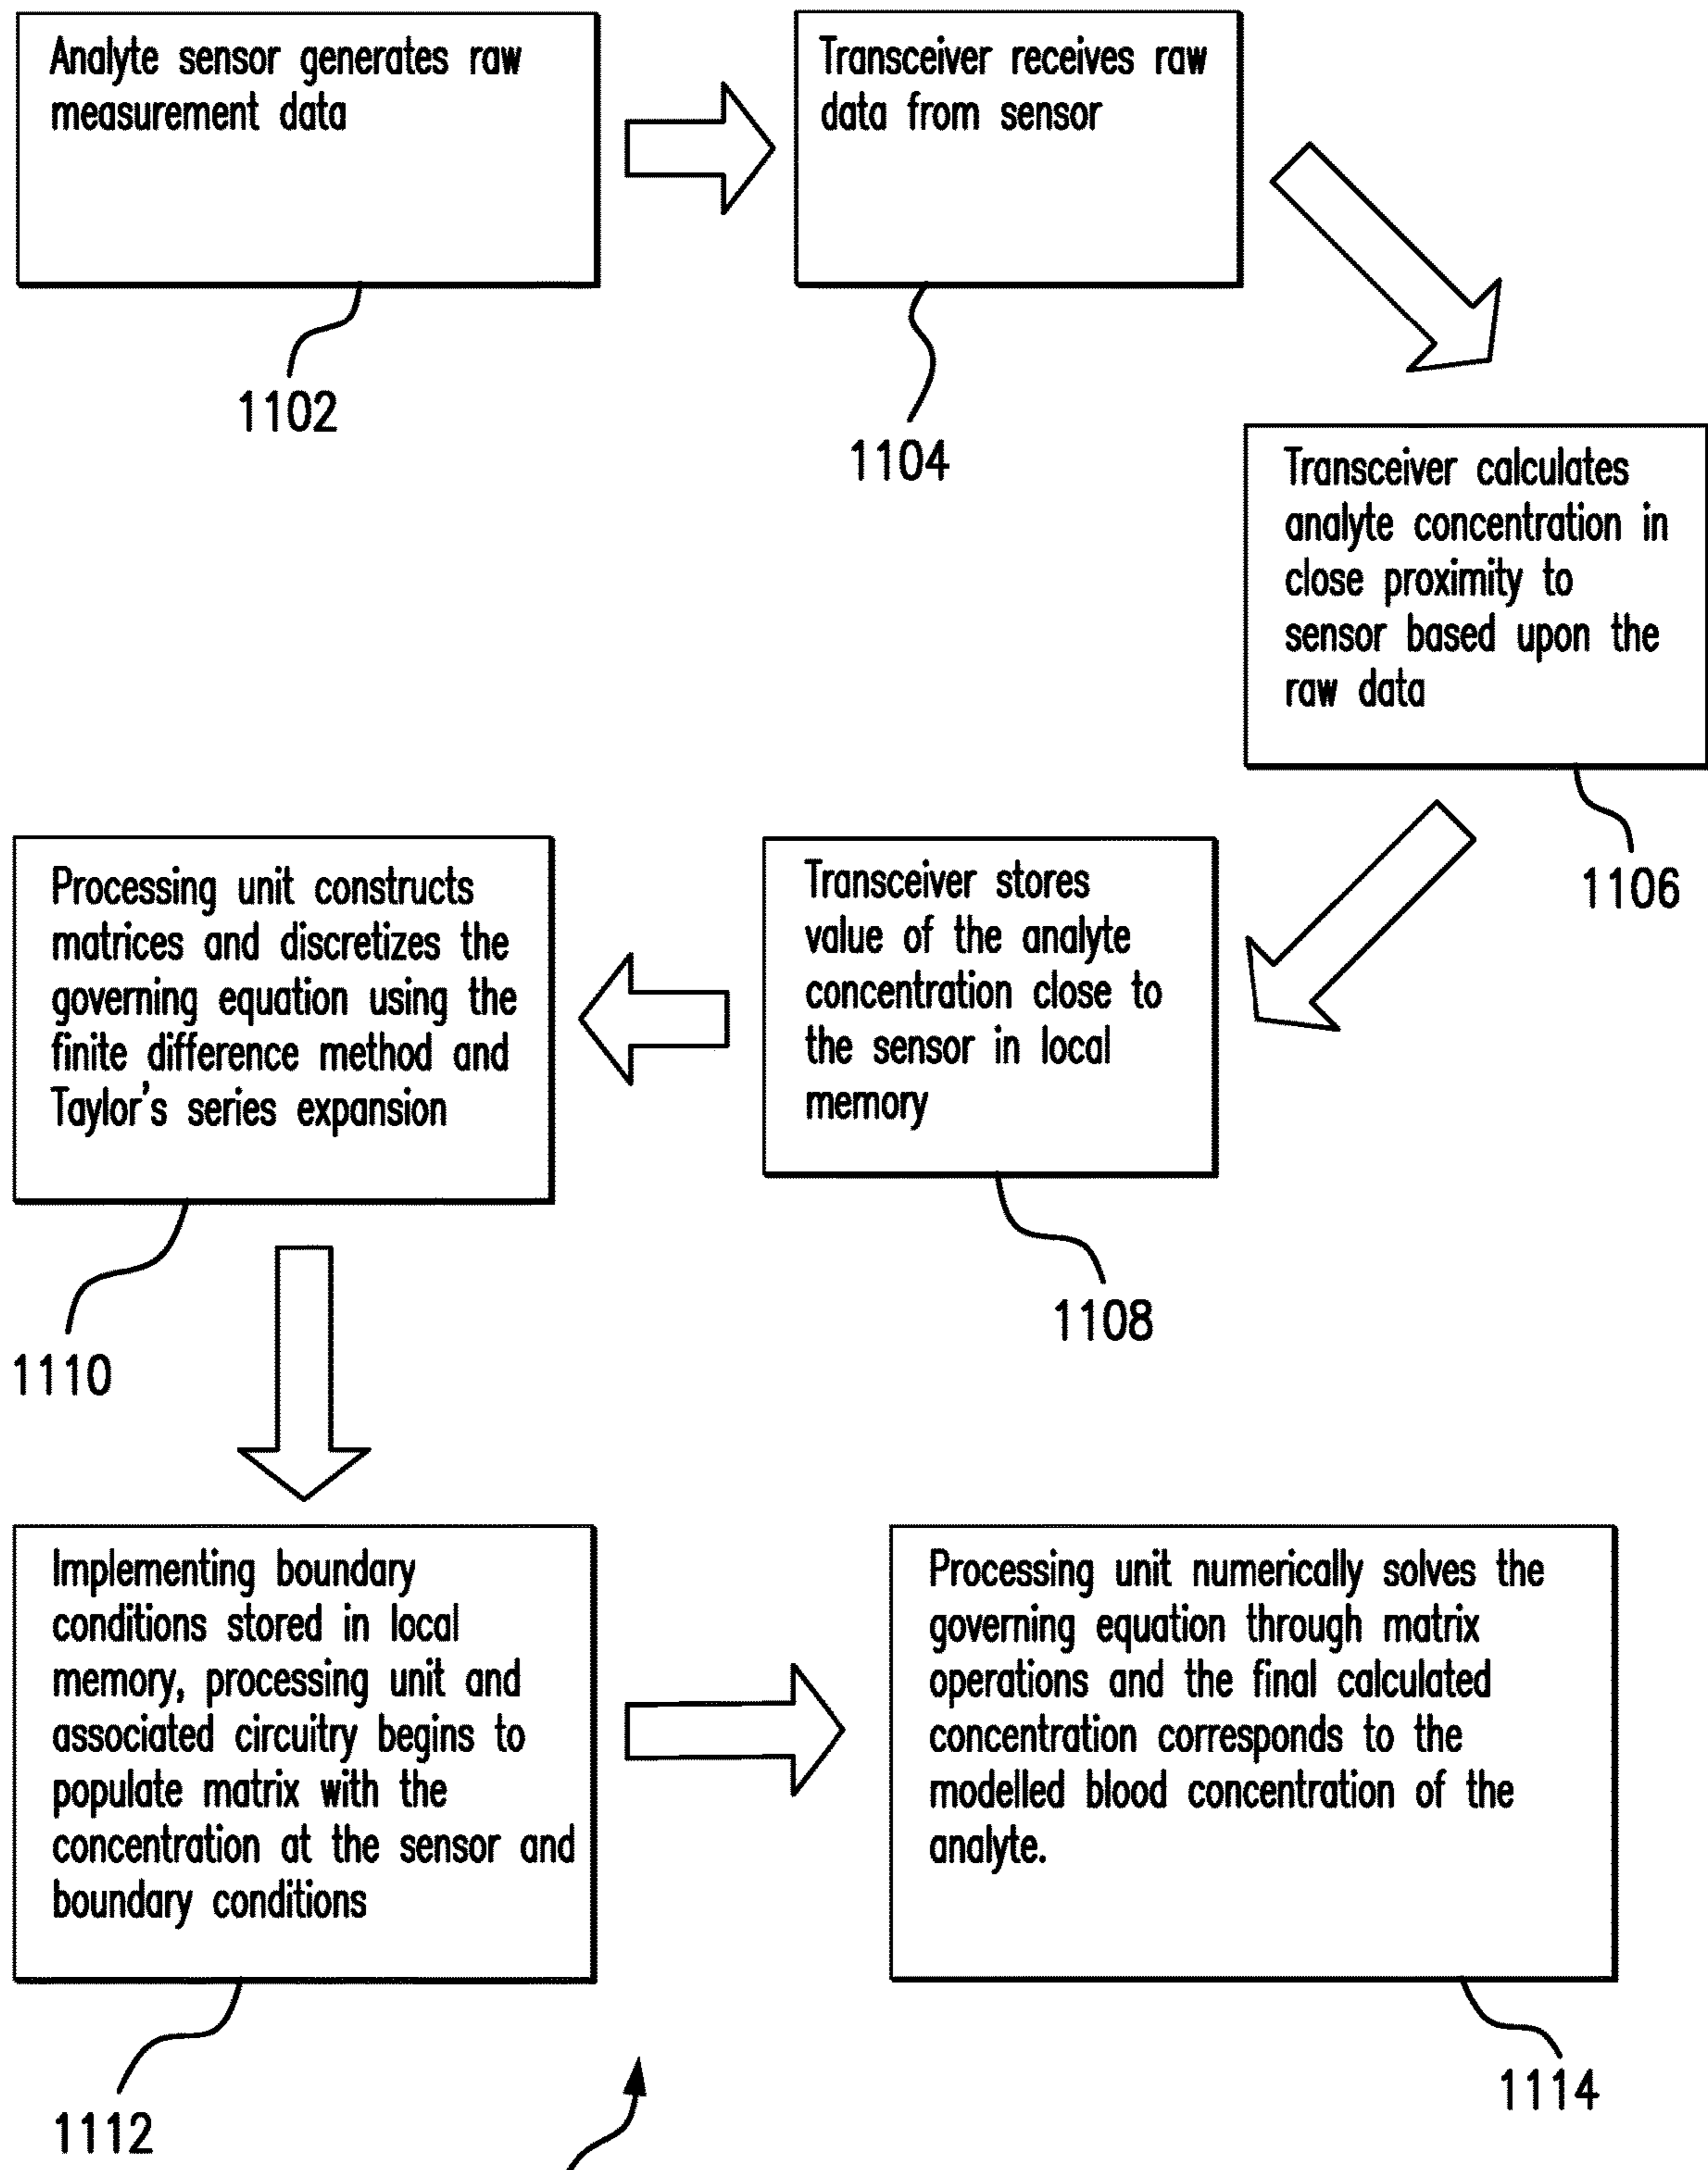 Analyte sensor generates raw
measurement data
1102
Transceiver receives raw
data from sensor
1104
Transceiver calculates
analyte concentration in
close proximity to
sensor based upon the
raw data
1106
Transceiver stores
value of the analyte
concentration close to
the sensor in local
memory
1108
Processing unit constructs
matrices and discretizes the
governing equation using the
finite difference method and
Taylor's series expansion
1110
Implementing boundary
conditions stored in local
memory, processing unit and
associated circuitry begins to
populate matrix with the
concentration at the sensor and
boundary conditions
1112
Processing unit numerically solves the
governing equation through matrix
operations and the final calculated
concentration corresponds to the
modelled blood concentration of the
analyte.
1114